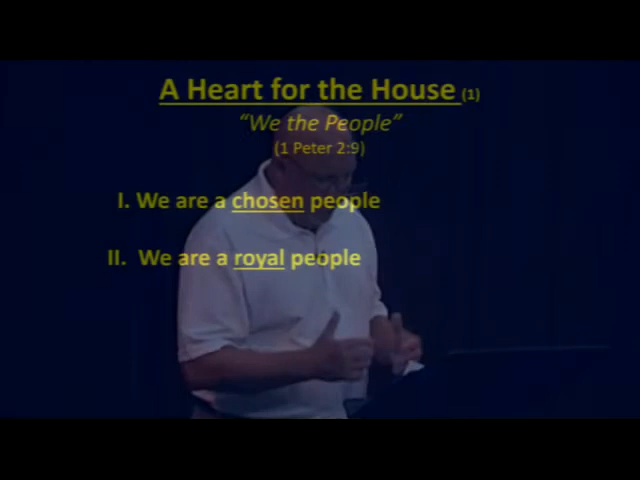 A Heart for the House (1)
“We the People”
(1 Peter 2:9)
I. We are a chosen people
II. We are a royal people